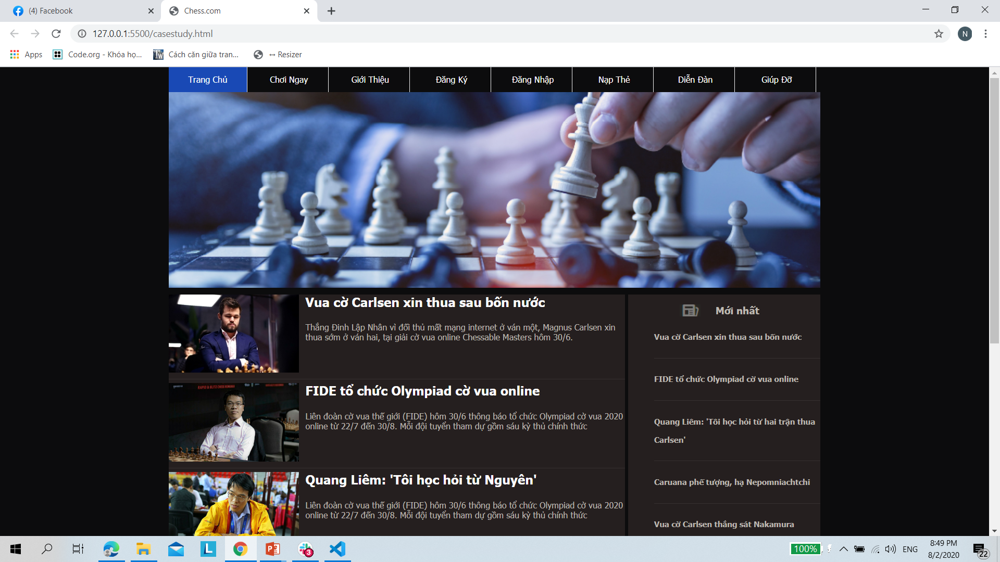 (4) Facebook
Chess.com
127.0.0.1:5500/casestudy.html
N
Apps
Code.org - Khóa họ...
Cách căn giữa tran...
↔ Resizer
Trang Chủ
Chơi Ngay
Giới Thiệu
Đăng Ký
Đăng Nhập
Nạp Thẻ
Diễn Đàn
Giúp Đỡ
Vua cờ Carlsen xin thua sau bốn nước
Thắng Đinh Lập Nhân vì đối thủ mất mạng internet ở ván một, Magnus Carlsen xin
thua sớm ở ván hai, tại giải cờ vua online Chessable Masters hôm 30/6.
FIDE tổ chức Olympiad cờ vua online
Liên đoàn cờ vua thế giới (FIDE) hôm 30/6 thông báo tổ chức Olympiad cờ vua 2020
online từ 22/7 đến 30/8. Mỗi đội tuyển tham dự gồm sáu kỳ thủ chính thức
Quang Liêm: 'Tôi học hỏi từ Nguyên'
Liên đoàn cờ vua thế giới (FIDE) hôm 30/6 thông báo tổ chức Olympiad cờ vua 2020
online từ 22/7 đến 30/8. Mỗi đội tuyển tham dự gồm sáu kỳ thủ chính thức
Mới nhất
Vua cờ Carlsen xin thua sau bốn nước
FIDE tổ chức Olympiad cờ vua online
Quang Liêm: 'Tôi học hỏi từ hai trận thua
Carlsen'
Caruana phế tượng, hạ Nepomniachtchi
Vua cờ Carlsen thắng sát Nakamura
L
3
100%
ENG
8:49 PM
8/2/2020
22